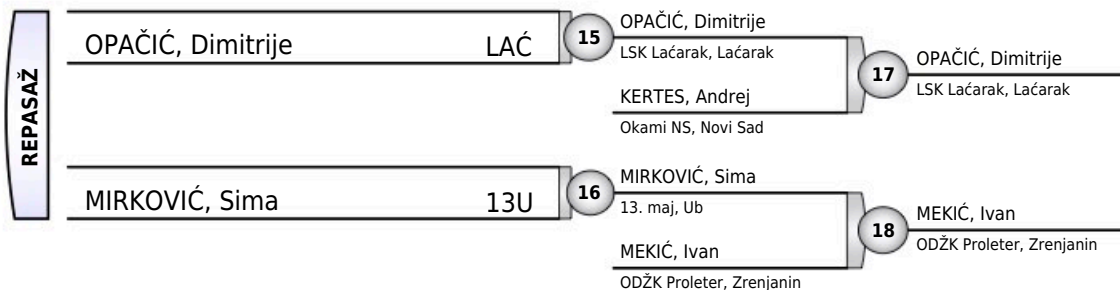 REPASAŽ
OPAČIĆ, Dimitrije LAĆ
15
OPAČIĆ, Dimitrije
LSK Laćarak, Laćarak
KERTES, Andrej
Okami NS, Novi Sad
17
OPAČIĆ, Dimitrije
LSK Laćarak, Laćarak
MIRKOVIĆ, Sima 13U
16
MIRKOVIĆ, Sima
13. maj, Ub
MEKIĆ, Ivan
ODŽK Proleter, Zrenjanin
18
MEKIĆ, Ivan
ODŽK Proleter, Zrenjanin